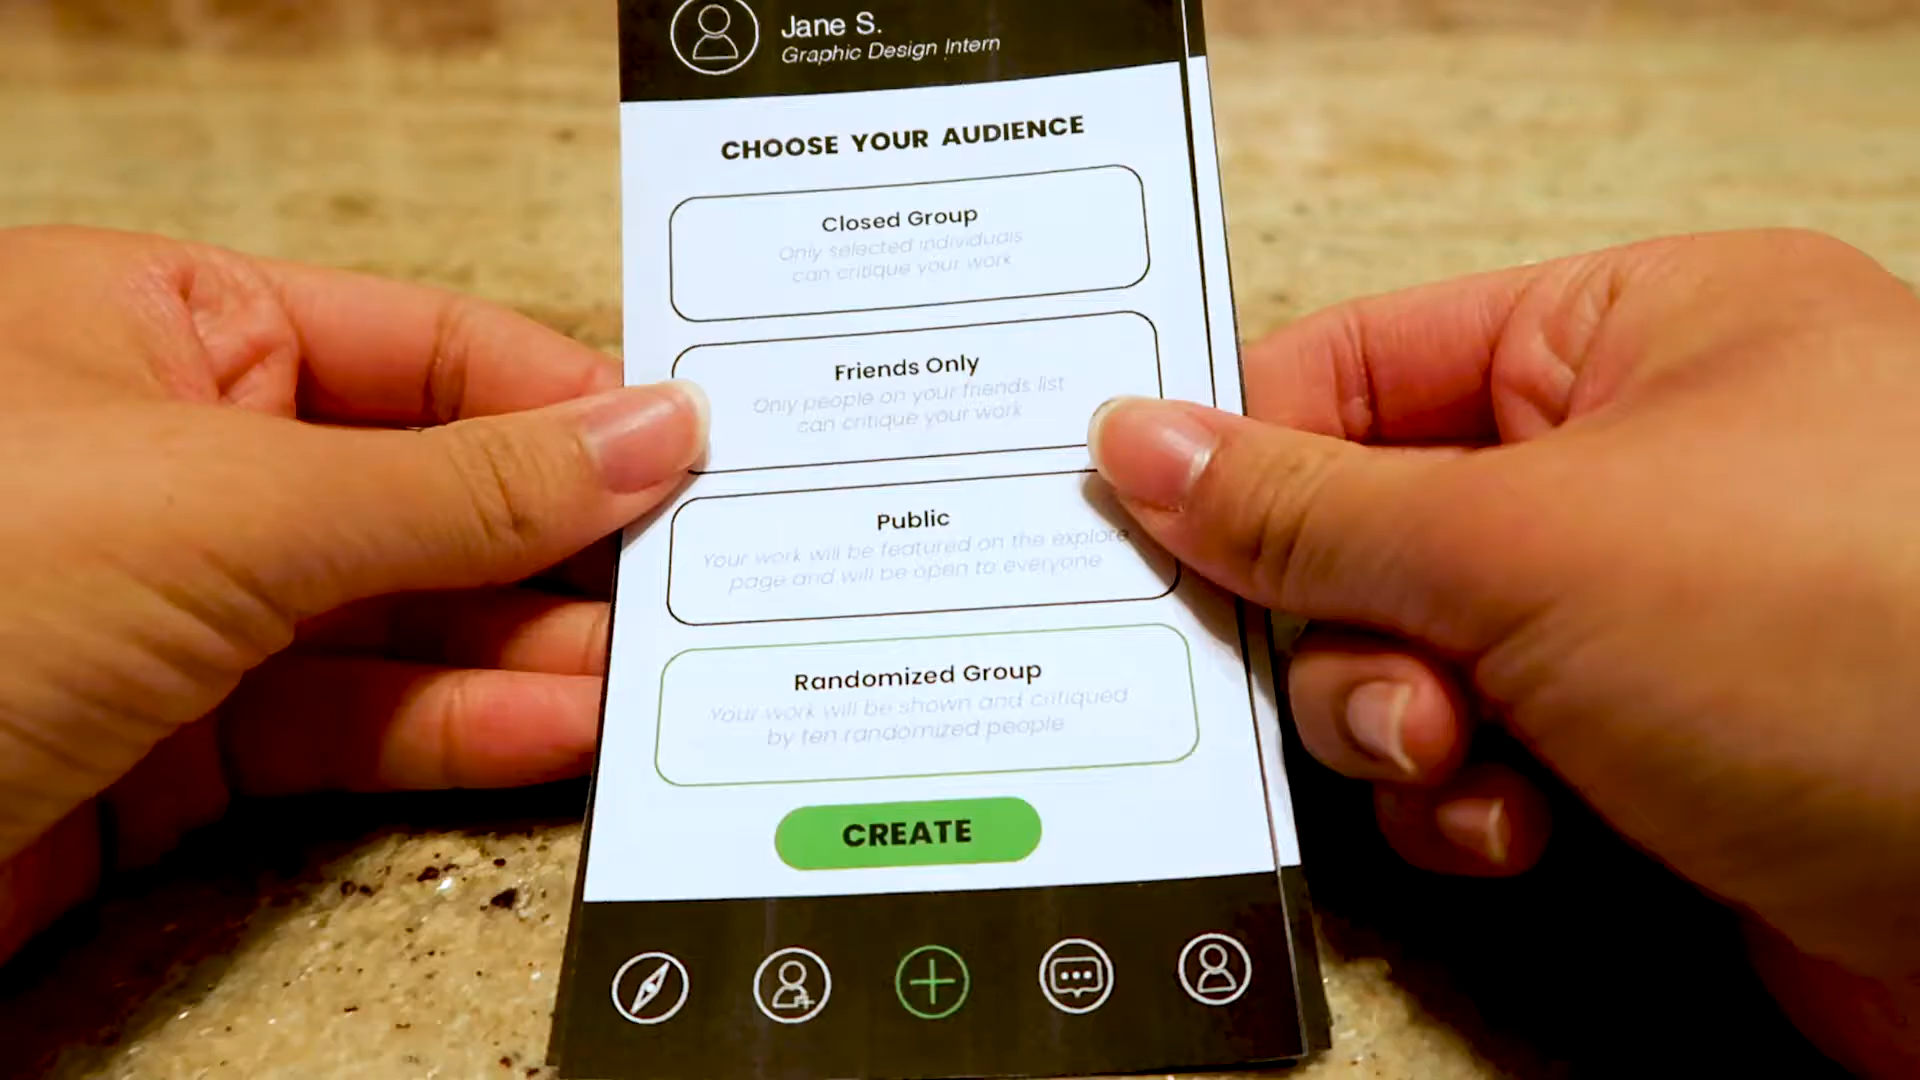 Jane S.
Graphic Design Intern
CHOOSE YOUR AUDIENCE
Closed Group
Only selected individuals
can critique your work
Friends Only
Only people on your friends list
can critique your work
Public
Your work will be featured on the explore
page and will be open to everyone
Randomized Group
Your work will be shown and critiqued
by ten randomized people
CREATE